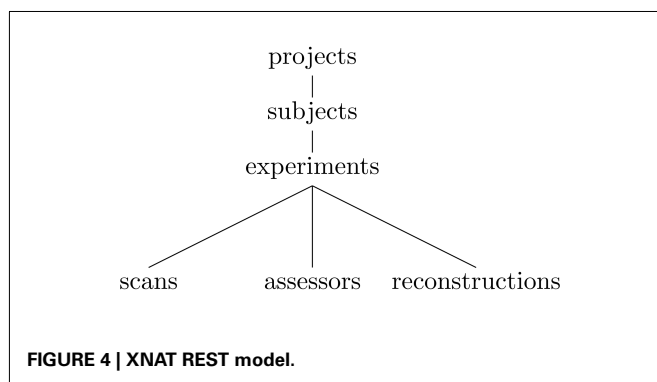 projects
subjects
experiments
scans assessors reconstructions
FIGURE 4 | XNAT REST model.